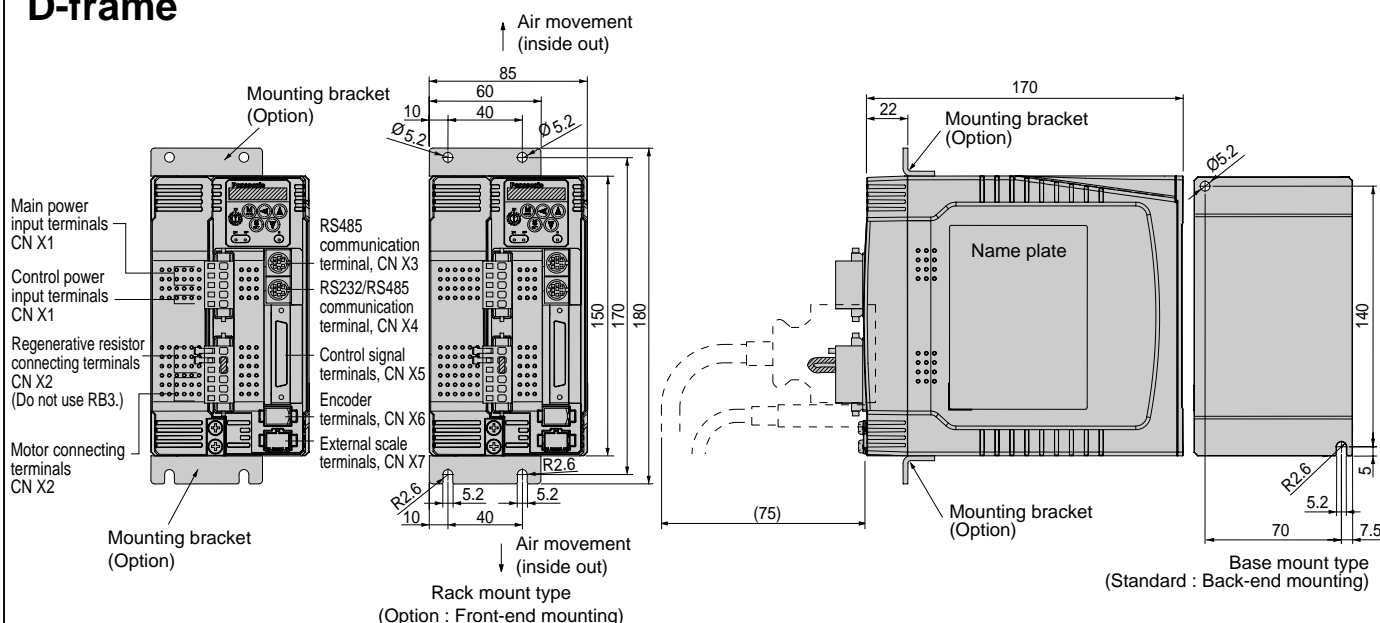 D-frame
Air movement
(inside out)
Mounting bracket
(Option)
85
60
10
40
Ø5.2
Ø5.2
Main power
input terminals
CN X1
Control power
input terminals
CN X1
Regenerative resistor
connecting terminals
CN X2
(Do not use RB3.)
Motor connecting
terminals
CN X2
Mounting bracket
(Option)
Panasonic
RS485
communication
terminal, CN X3
RS232/RS485
communication
terminal, CN X4
Control signal
terminals, CN X5
Encoder
terminals, CN X6
External scale
terminals, CN X7
Panasonic
150
170
180
R2.6
R2.6
5.2
5.2
10
40
Air movement
(inside out)
Rack mount type
(Option : Front-end mounting)
170
22
Mounting bracket
(Option)
Name plate
(75)
Mounting bracket
(Option)
Ø5.2
140
R2.6
5
5.2
70
7.5
Base mount type
(Standard : Back-end mounting)